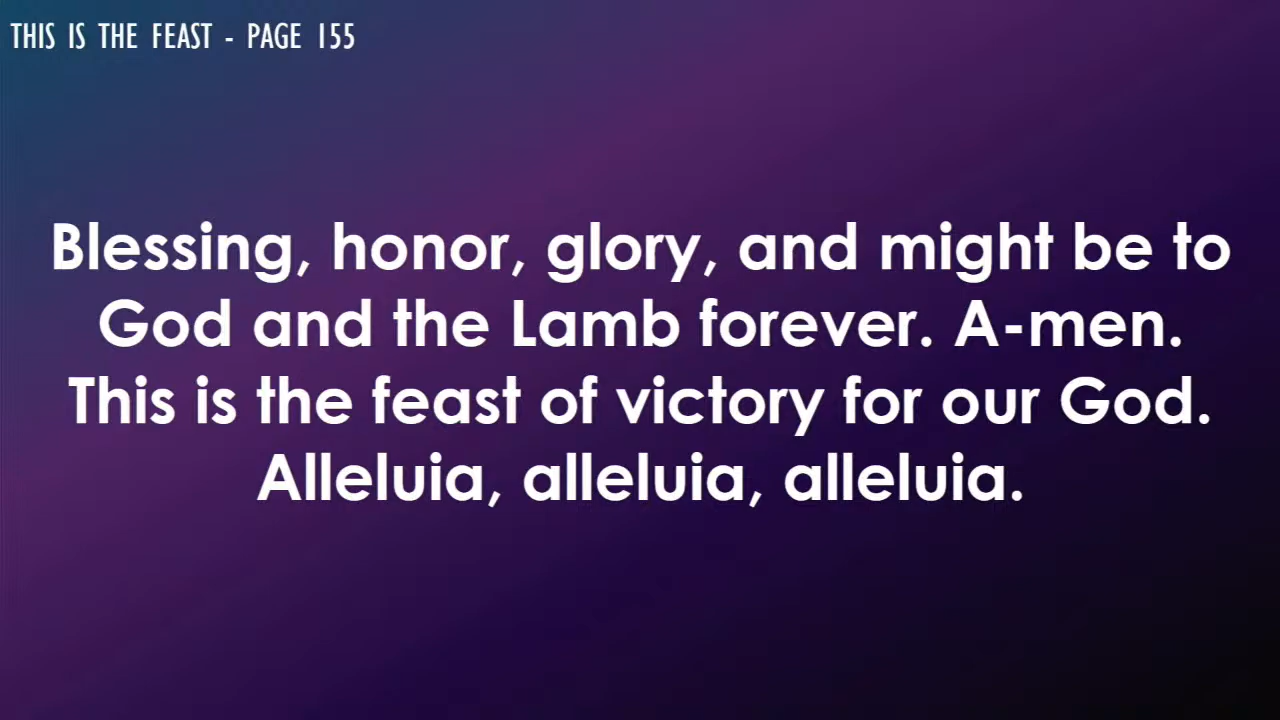 THIS IS THE FEAST - PAGE 155
Blessing, honor, glory, and might be to
God and the Lamb forever. A-men.
This is the feast of victory for our God.
Alleluia, alleluia, alleluia.